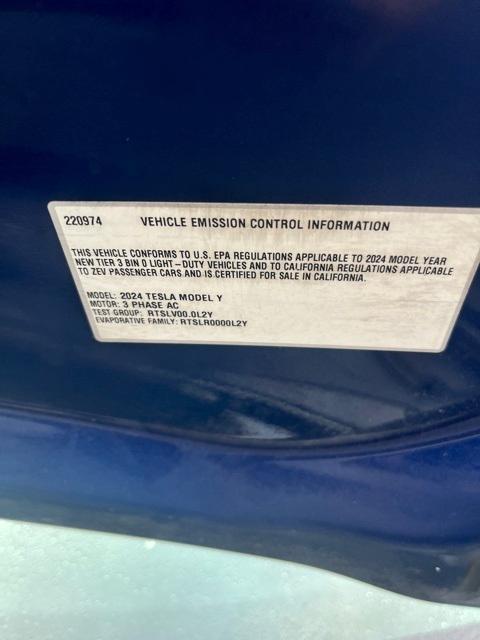 220974 VEHICLE EMISSION CONTROL INFORMATION
THIS VEHICLE CONFORMS TO U.S. EPA REGULATIONS APPLICABLE TO 2024 MODEL YEAR
NEW TIER 3 BIN 0 LIGHT-DUTY VEHICLES AND TO CALIFORNIA REGULATIONS APPLICABLE
TO ZEV PASSENGER CARS AND IS CERTIFIED FOR SALE IN CALIFORNIA.
MODEL: 2024 TESLA MODEL Y
MOTOR: 3 PHASE AC
TEST GROUP: RTSLV00.0L2Y
EVAPORATIVE FAMILY: RTSLR0000L2Y